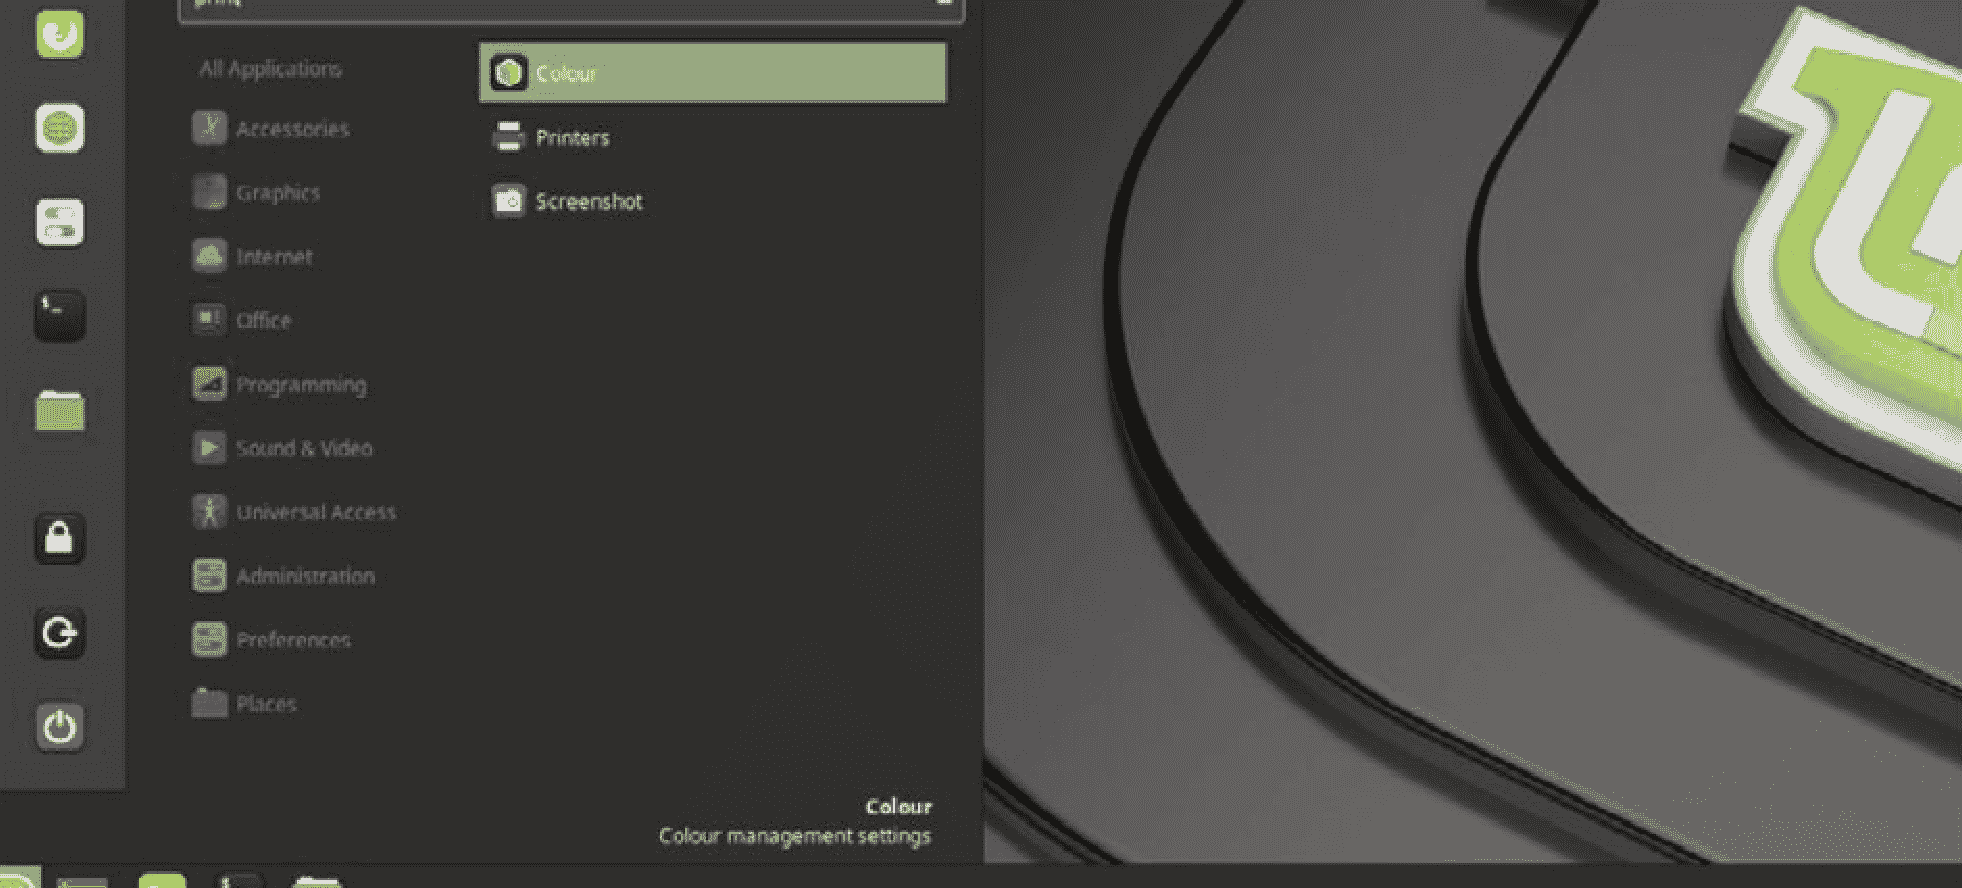 print
All Applications
Accessories
Graphics
Internet
Office
Programming
Sound & Video
Universal Access
Administration
Preferences
Places
Colour
Printers
Screenshot
Colour
Colour management settings